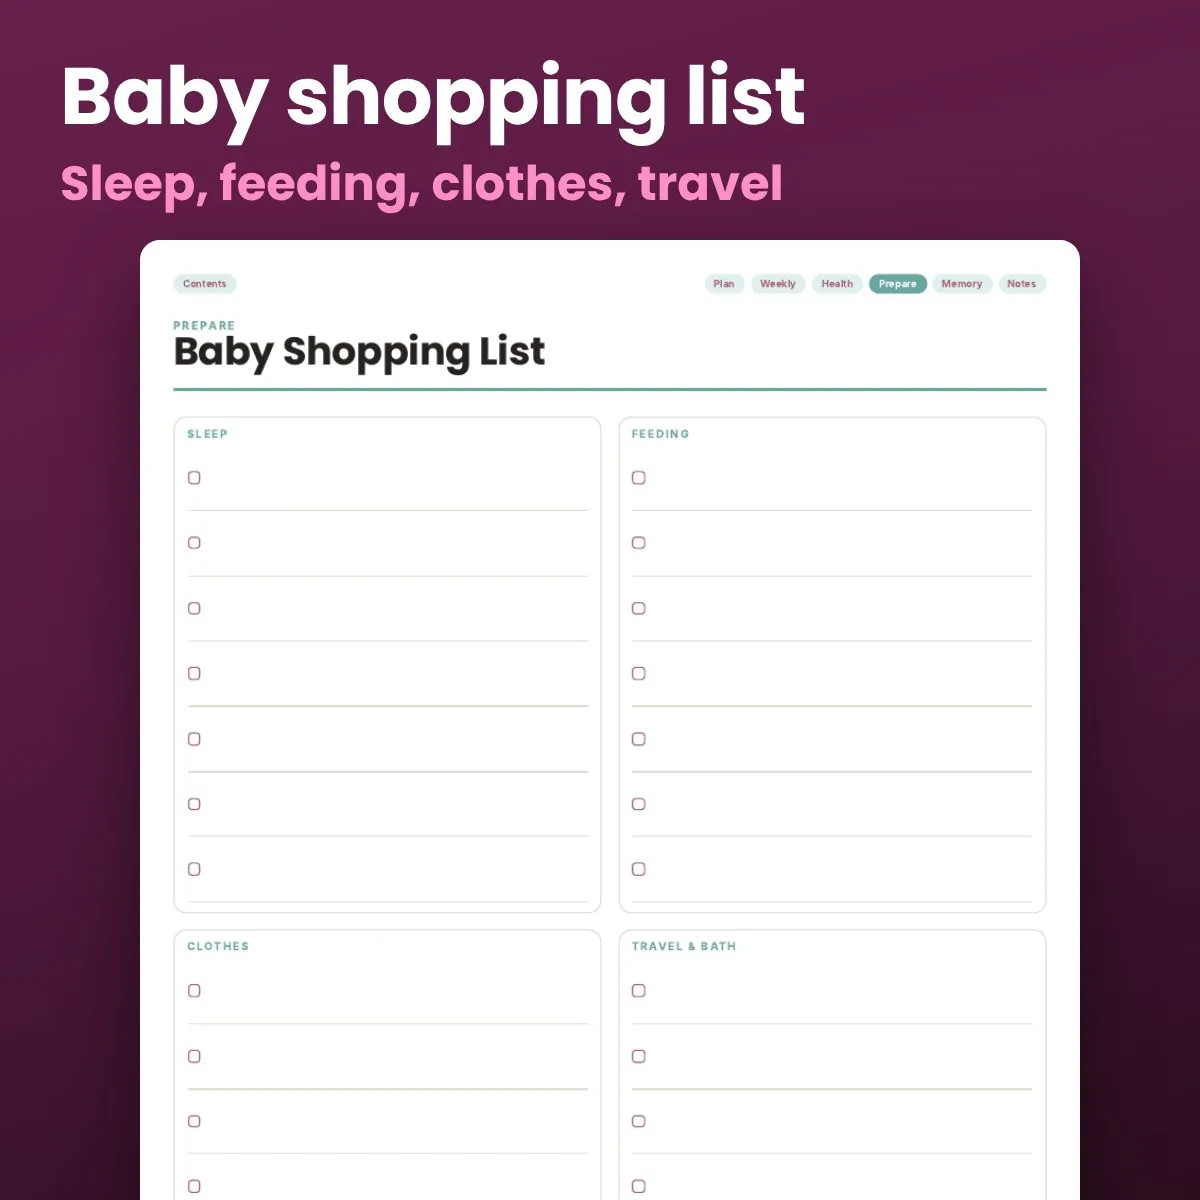 Baby shopping list
Sleep, feeding, clothes, travel
Contents Plan Weekly Health Prepare Memory Notes
PREPARE
Baby Shopping List
SLEEP
FEEDING
CLOTHES
TRAVEL & BATH